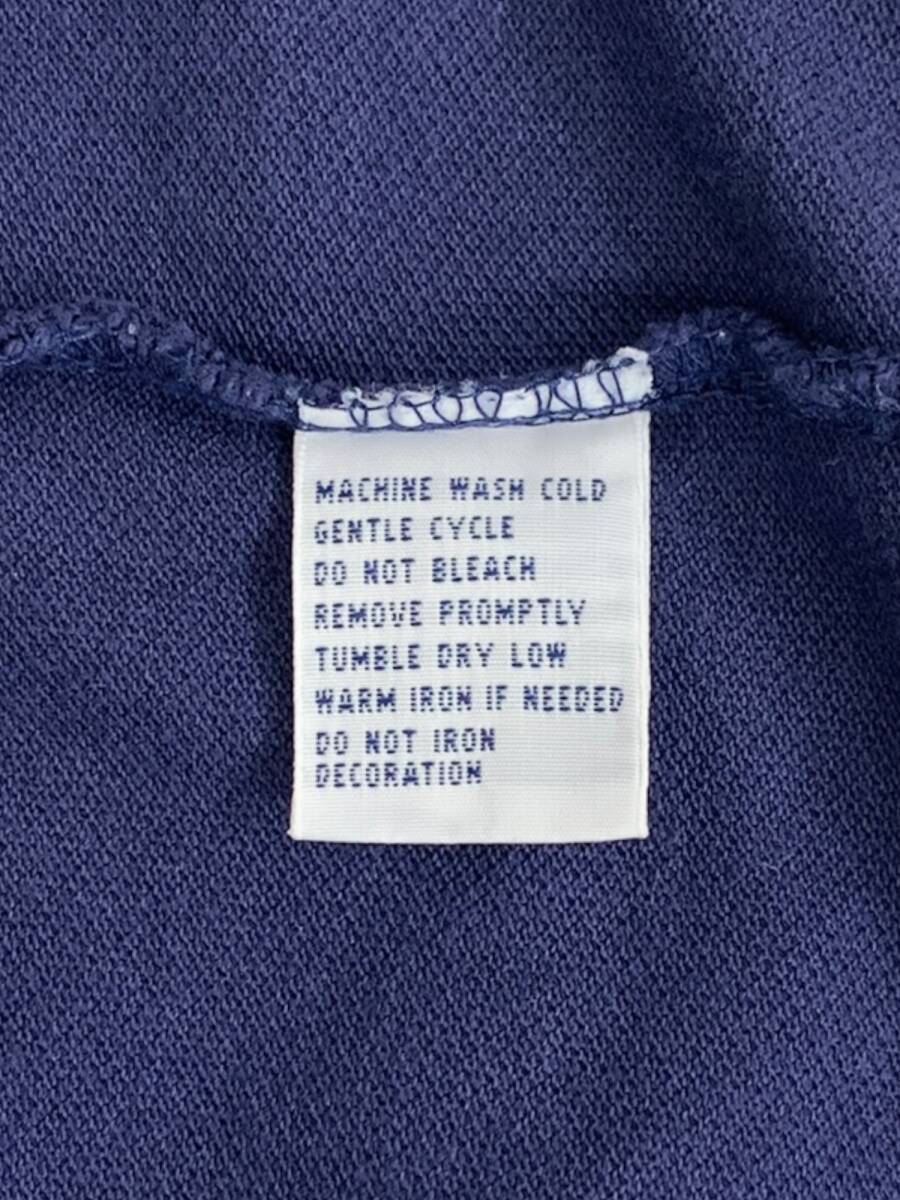 MACHINE WASH COLD
GENTLE CYCLE
DO NOT BLEACH
REMOVE PROMPTLY
TUMBLE DRY LOW
WARM IRON IF NEEDED
DO NOT IRON
DECORATION